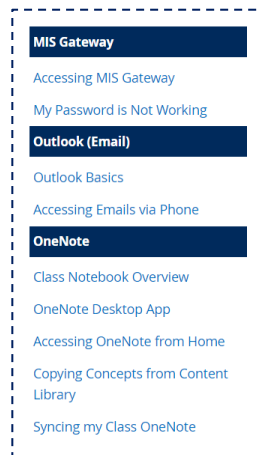 MIS Gateway
Accessing MIS Gateway
My Password is Not Working
Outlook (Email)
Outlook Basics
Accessing Emails via Phone
OneNote
Class Notebook Overview
OneNote Desktop App
Accessing OneNote from Home
Copying Concepts from Content
Library
Syncing my Class OneNote